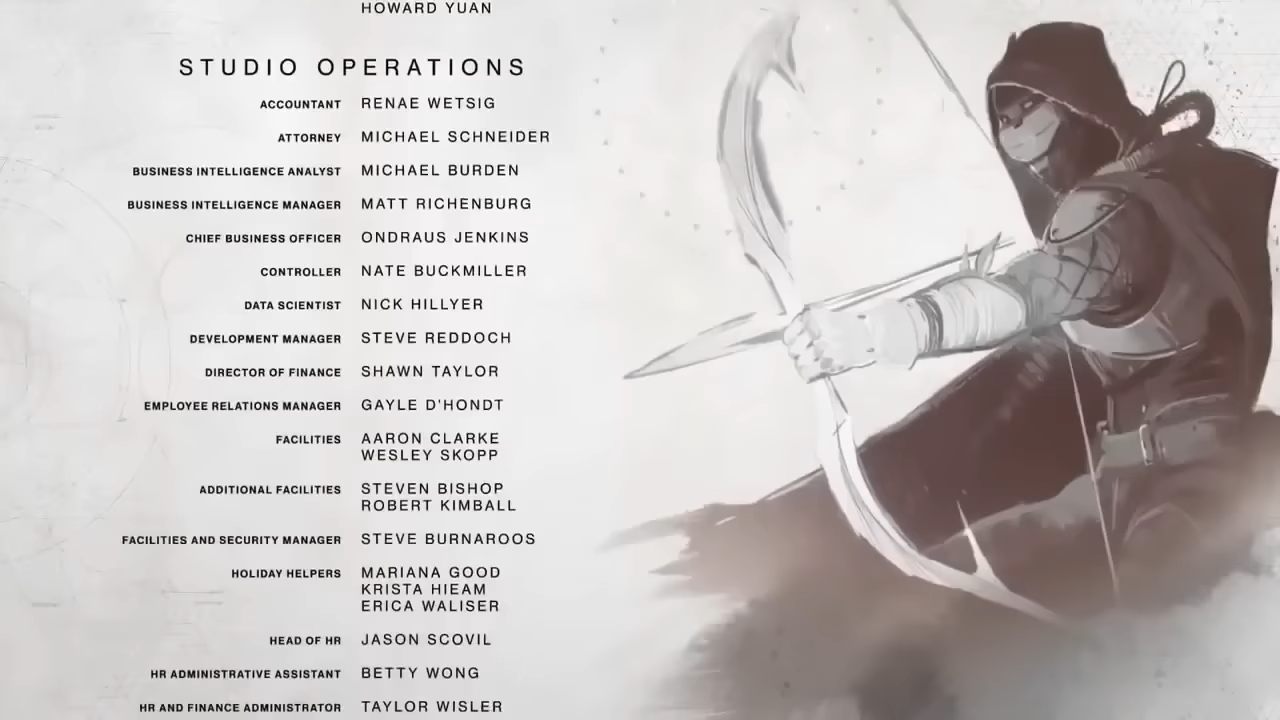 HOWARD YUAN
STUDIO OPERATIONS
ACCOUNTANT RENAE WETSIG
ATTORNEY MICHAEL SCHNEIDER
BUSINESS INTELLIGENCE ANALYST MICHAEL BURDEN
BUSINESS INTELLIGENCE MANAGER MATT RICHENBURG
CHIEF BUSINESS OFFICER ONDRAUS JENKINS
CONTROLLER NATE BUCKMILLER
DATA SCIENTIST NICK HILLYER
DEVELOPMENT MANAGER STEVE REDDOCH
DIRECTOR OF FINANCE SHAWN TAYLOR
EMPLOYEE RELATIONS MANAGER GAYLE D'HONDT
FACILITIES AARON CLARKE
WESLEY SKOPP
ADDITIONAL FACILITIES STEVEN BISHOP
ROBERT KIMBALL
FACILITIES AND SECURITY MANAGER STEVE BURNAROOS
HOLIDAY HELPERS MARIANA GOOD
KRISTA HIEAM
ERICA WALISER
HEAD OF HR JASON SCOVIL
HR ADMINISTRATIVE ASSISTANT BETTY WONG
HR AND FINANCE ADMINISTRATOR TAYLOR WISLER